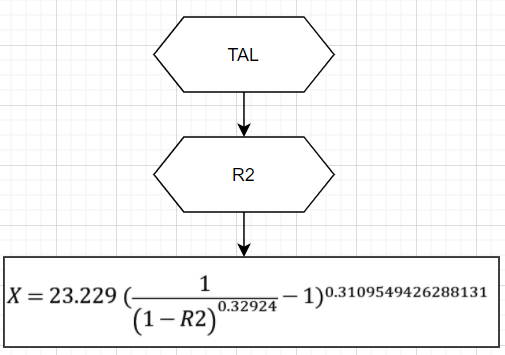 TAL
R2
X = 23.229 (1/(1 − R2)^0.32924 − 1)^0.3109549426288131